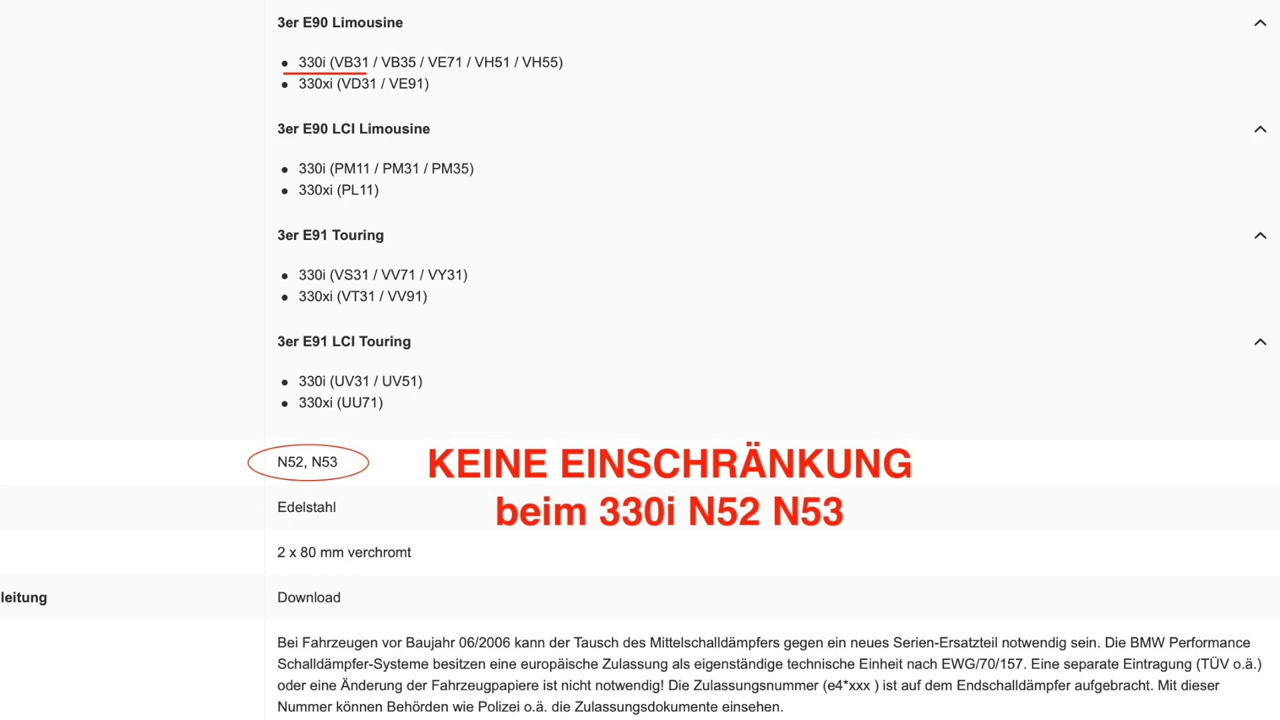 3er E90 Limousine
330i (VB31 / VB35 / VE71 / VH51 / VH55)
330xi (VD31 / VE91)
3er E90 LCI Limousine
330i (PM11 / PM31 / PM35)
330xi (PL11)
3er E91 Touring
330i (VS31 / VV71 / VY31)
330xi (VT31 / VV91)
3er E91 LCI Touring
330i (UV31 / UV51)
330xi (UU71)
N52, N53
KEINE EINSCHRÄNKUNG
beim 330i N52 N53
Edelstahl
2 x 80 mm verchromt
leitung
Download
Bei Fahrzeugen vor Baujahr 06/2006 kann der Tausch des Mittelschalldämpfers gegen ein neues Serien-Ersatzteil notwendig sein. Die BMW Performance
Schalldämpfer-Systeme besitzen eine europäische Zulassung als eigenständige technische Einheit nach EWG/70/157. Eine separate Eintragung (TÜV o.ä.)
oder eine Änderung der Fahrzeugpapiere ist nicht notwendig! Die Zulassungsnummer (e4*xxx ) ist auf dem Endschalldämpfer aufgebracht. Mit dieser
Nummer können Behörden wie Polizei o.ä. die Zulassungsdokumente einsehen.